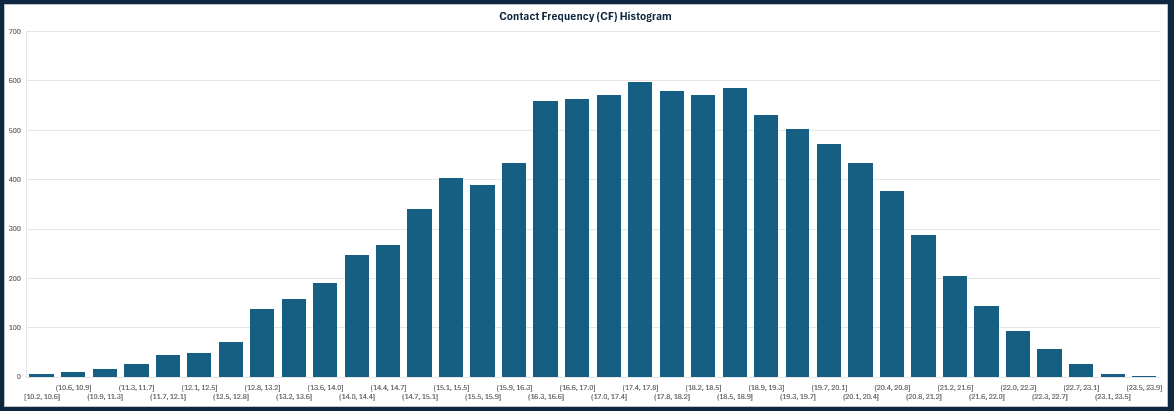 Contact Frequency (CF) Histogram
700
600
500
400
300
200
100
0
(10.6, 10.9] (11.3, 11.7] (12.1, 12.5] (12.8, 13.2] (13.6, 14.0] (14.4, 14.7] (15.1, 15.5] (15.9, 16.3] (16.6, 17.0] (17.4, 17.8] (18.2, 18.5] (18.9, 19.3] (19.7, 20.1] (20.4, 20.8] (21.2, 21.6] (22.0, 22.3] (22.7, 23.1] (23.5, 23.9]
[10.2, 10.6] (10.9, 11.3] (11.7, 12.1] (12.5, 12.8] (13.2, 13.6] (14.0, 14.4] (14.7, 15.1] (15.5, 15.9] (16.3, 16.6] (17.0, 17.4] (17.8, 18.2] (18.5, 18.9] (19.3, 19.7] (20.1, 20.4] (20.8, 21.2] (21.6, 22.0] (22.3, 22.7] (23.1, 23.5]